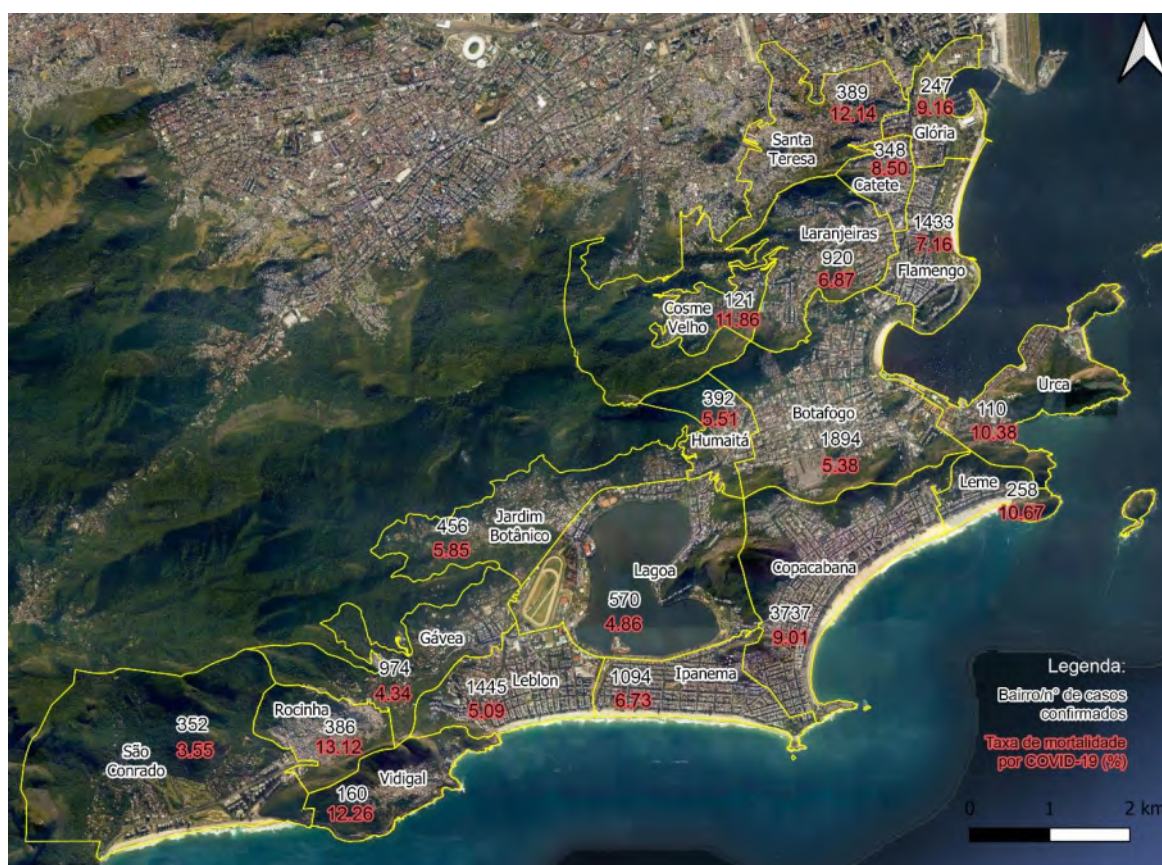 389
12.14
Santa
Teresa
247
9.16
Glória
348
8.50
Catete
1433
7.16
Flamengo
Laranjeiras
920
6.87
121
11.86
Cosme
Velho
392
5.51
Humaitá
Botafogo
1894
5.38
Urca
110
10.38
Leme
258
10.67
Jardim
Botânico
456
5.85
Lagoa
570
4.86
Copacabana
3737
9.01
Gávea
974
4.34
Leblon
1445
5.09
Ipanema
1094
6.73
Rocinha
386
13.12
352
3.55
São
Conrado
Vidigal
160
12.26
Legenda:
Bairro/nº de casos
confirmados
Taxa de mortalidade
por COVID-19 (%)
0 1 2 km